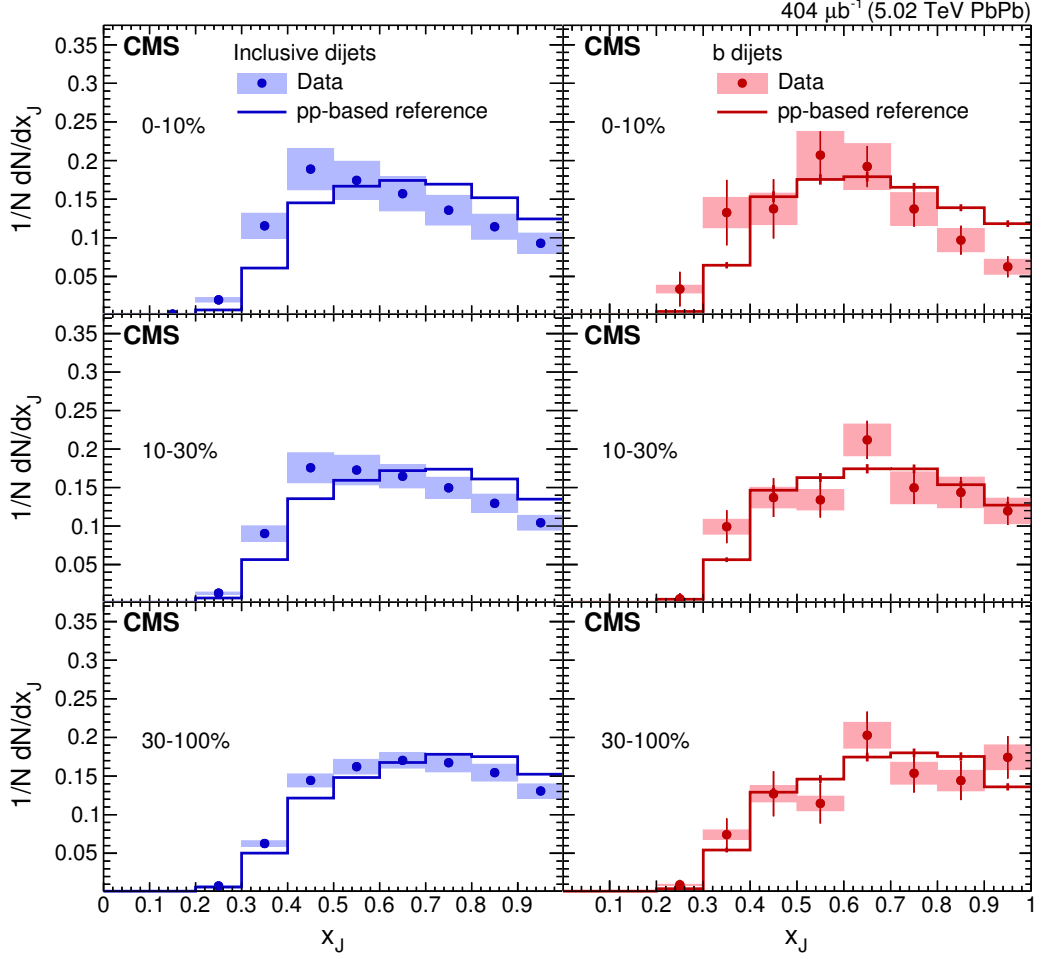 404 μb⁻¹ (5.02 TeV PbPb)
CMS
Inclusive dijets
Data
pp-based reference
0-10%
0.35
0.3
0.25
0.2
0.15
0.1
0.05
1/N dN/dx_J
CMS
b dijets
Data
pp-based reference
0-10%
CMS
10-30%
0.35
0.3
0.25
0.2
0.15
0.1
0.05
1/N dN/dx_J
CMS
10-30%
CMS
30-100%
0.35
0.3
0.25
0.2
0.15
0.1
0.05
1/N dN/dx_J
0 0.1 0.2 0.3 0.4 0.5 0.6 0.7 0.8 0.9
x_J
CMS
30-100%
0.1 0.2 0.3 0.4 0.5 0.6 0.7 0.8 0.9 1
x_J